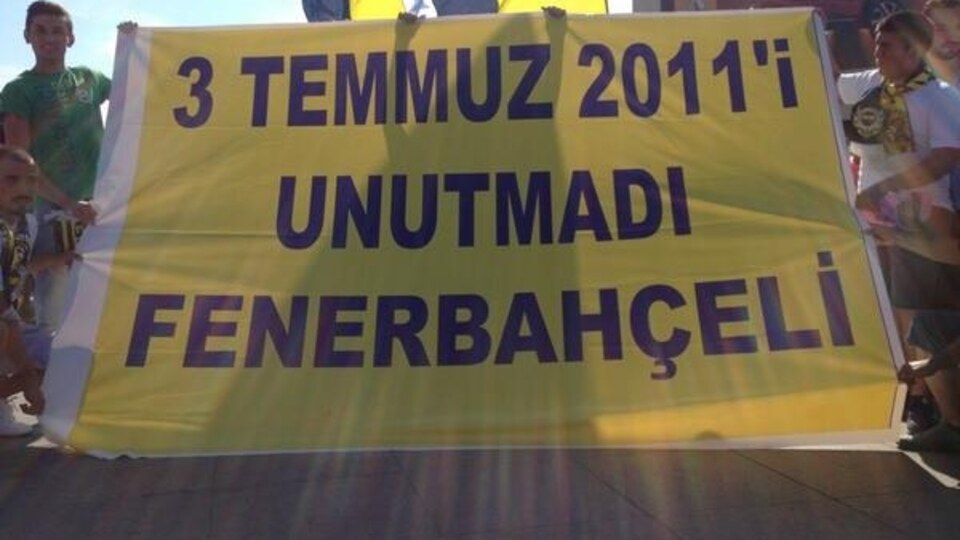 3 TEMMUZ 2011'i
UNUTMADI
FENERBAHÇELİ